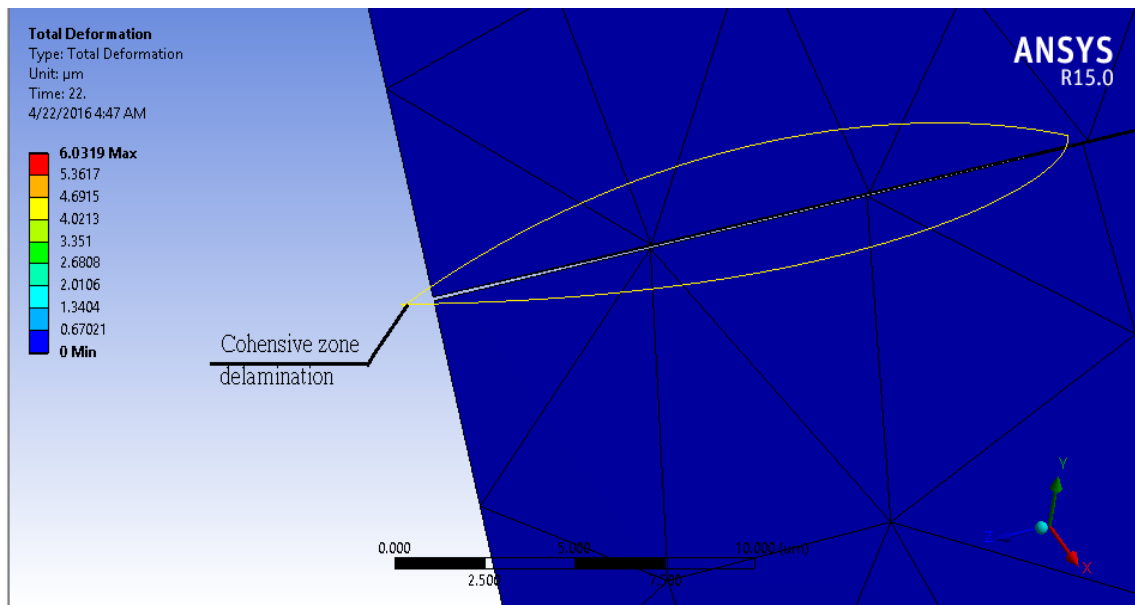 Total Deformation
Type: Total Deformation
Unit: µm
Time: 22.
4/22/2016 4:47 AM
6.0319 Max
5.3617
4.6915
4.0213
3.351
2.6808
2.0106
1.3404
0.67021
0 Min
ANSYS
R15.0
Cohensive zone
delamination
0.000
5.000
10.000 (um)
2.500
7.500
Y
Z
X